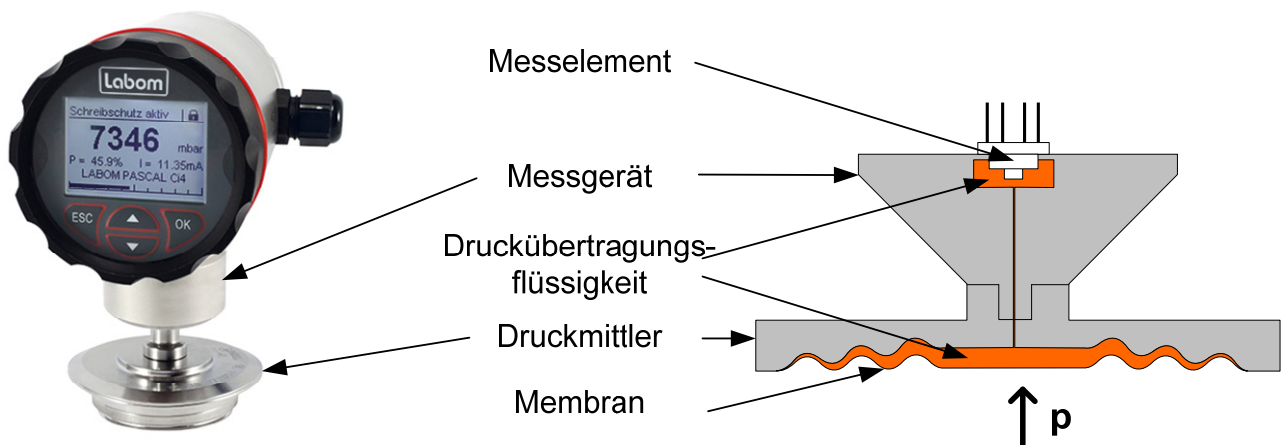 Labom
Schreibschutz aktiv
7346 mbar
P = 45.9% I = 11.35mA
LABOM PASCAL Ci4
ESC
OK
Messelement
Messgerät
Druckübertragungs-
flüssigkeit
Druckmittler
Membran
p